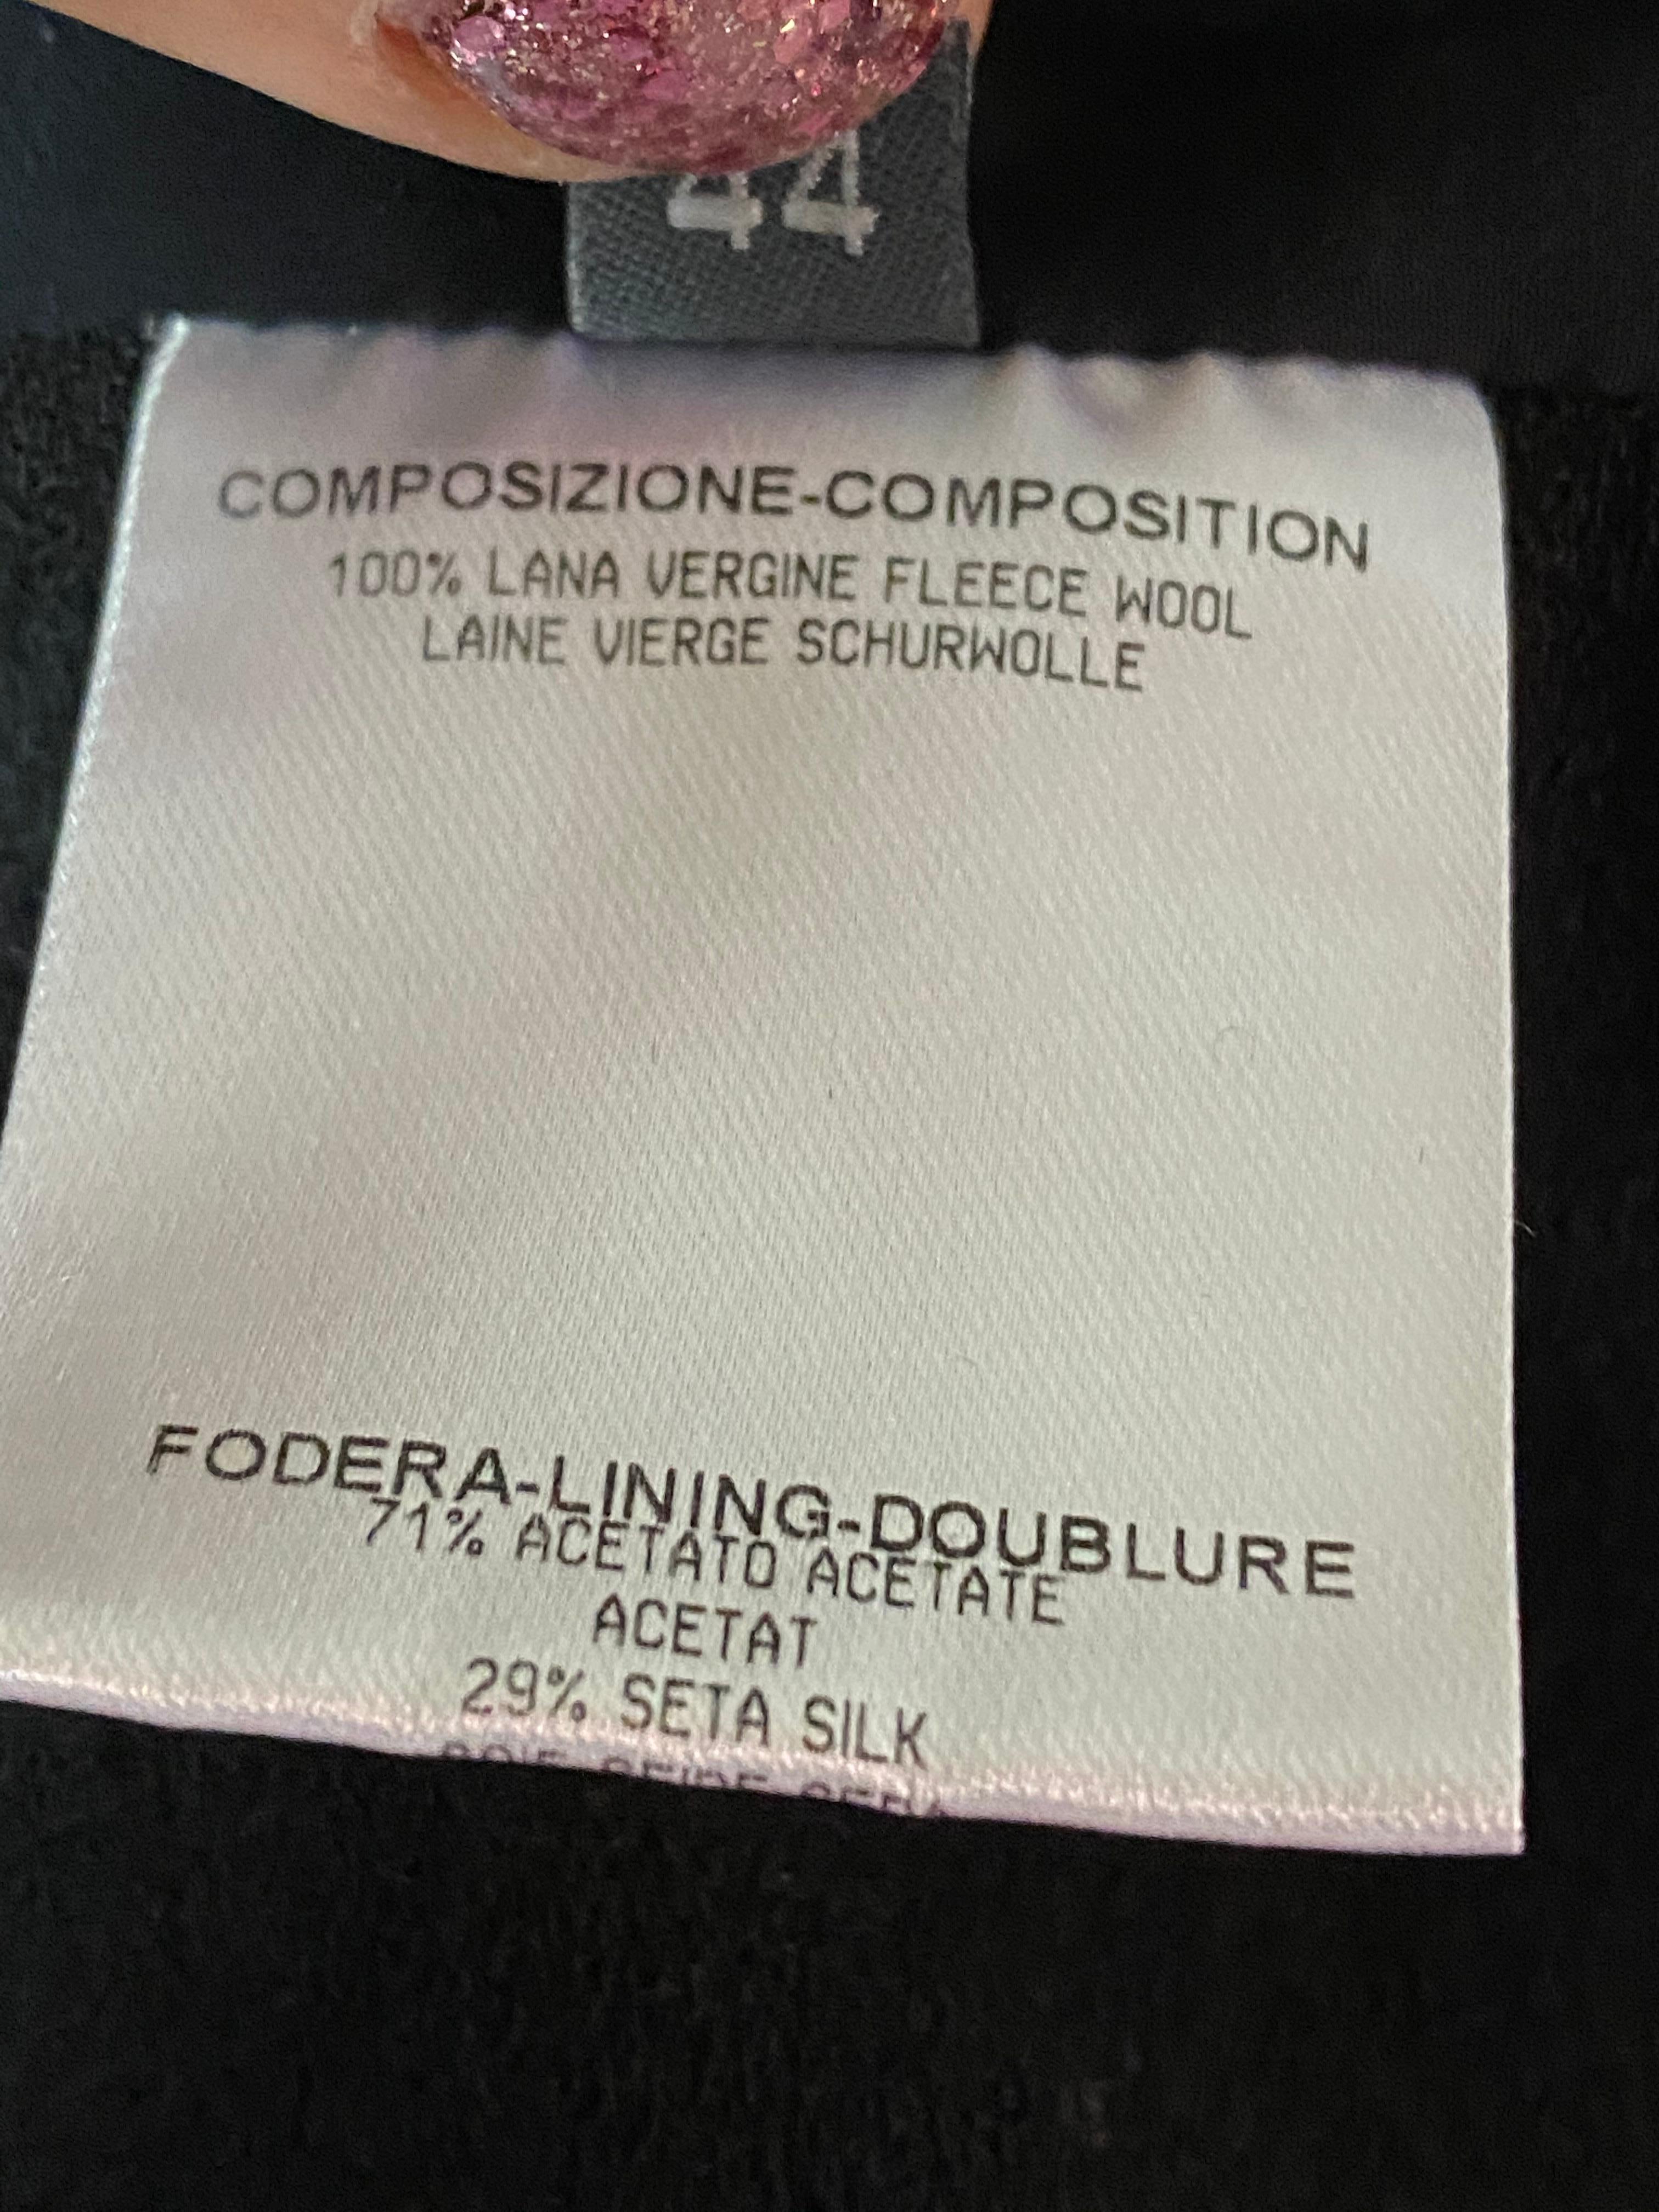 44
COMPOSIZIONE-COMPOSITION
100% LANA VERGINE FLEECE WOOL
LAINE VIERGE SCHURWOLLE
FODERA-LINING-DOUBLURE
71% ACETATO ACETATE
ACETAT
29% SETA SILK